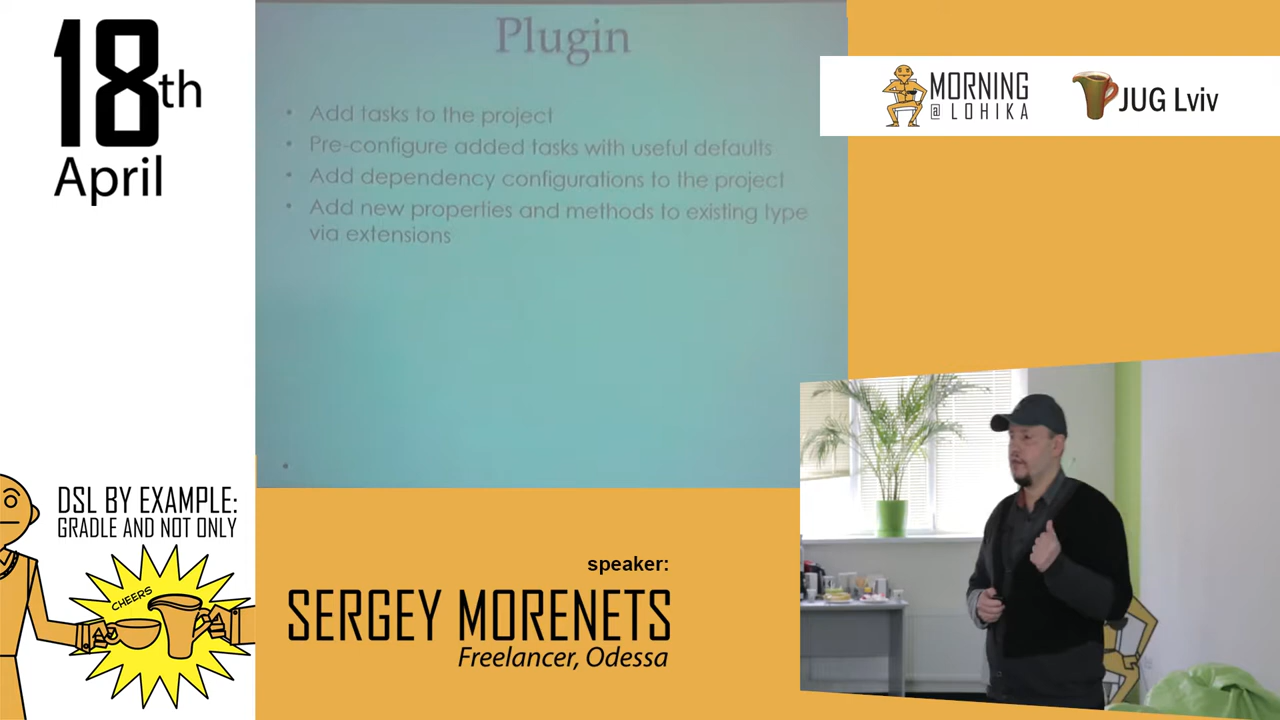 18th
April
Plugin
• Add tasks to the project
• Pre-configure added tasks with useful defaults
• Add dependency configurations to the project
• Add new properties and methods to existing type
via extensions
•
MORNING
@ LOHIKA
JUG Lviv
DSL BY EXAMPLE:
GRADLE AND NOT ONLY
CHEERS
speaker:
SERGEY MORENETS
Freelancer, Odessa